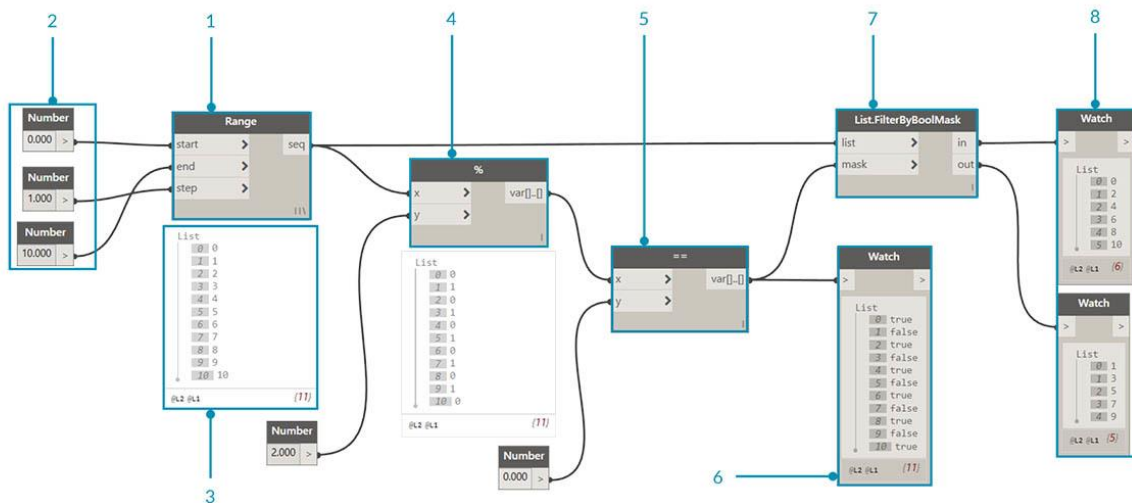 2
1
4
5
7
8
Number
0.000 >
Number
1.000 >
Number
10.000 >
Range
start > seq
end >
step >
List
0 0
1 1
2 2
3 3
4 4
5 5
6 6
7 7
8 8
9 9
10 10
@L2 @L1 {11}
3
Number
2.000 >
%
x > var[]..[]
y >
List
0 0
1 1
2 0
3 1
4 0
5 1
6 0
7 1
8 0
9 1
10 0
@L2 @L1 {11}
Number
0.000 >
==
x > var[]..[]
y >
Watch
> >
List
0 true
1 false
2 true
3 false
4 true
5 false
6 true
7 false
8 true
9 false
10 true
@L2 @L1 {11}
6
List.FilterByBoolMask
list > in
mask > out
Watch
> >
List
0 0
1 2
2 4
3 6
4 8
5 10
@L2 @L1 {6}
Watch
> >
List
0 1
1 3
2 5
3 7
4 9
@L2 @L1 {5}